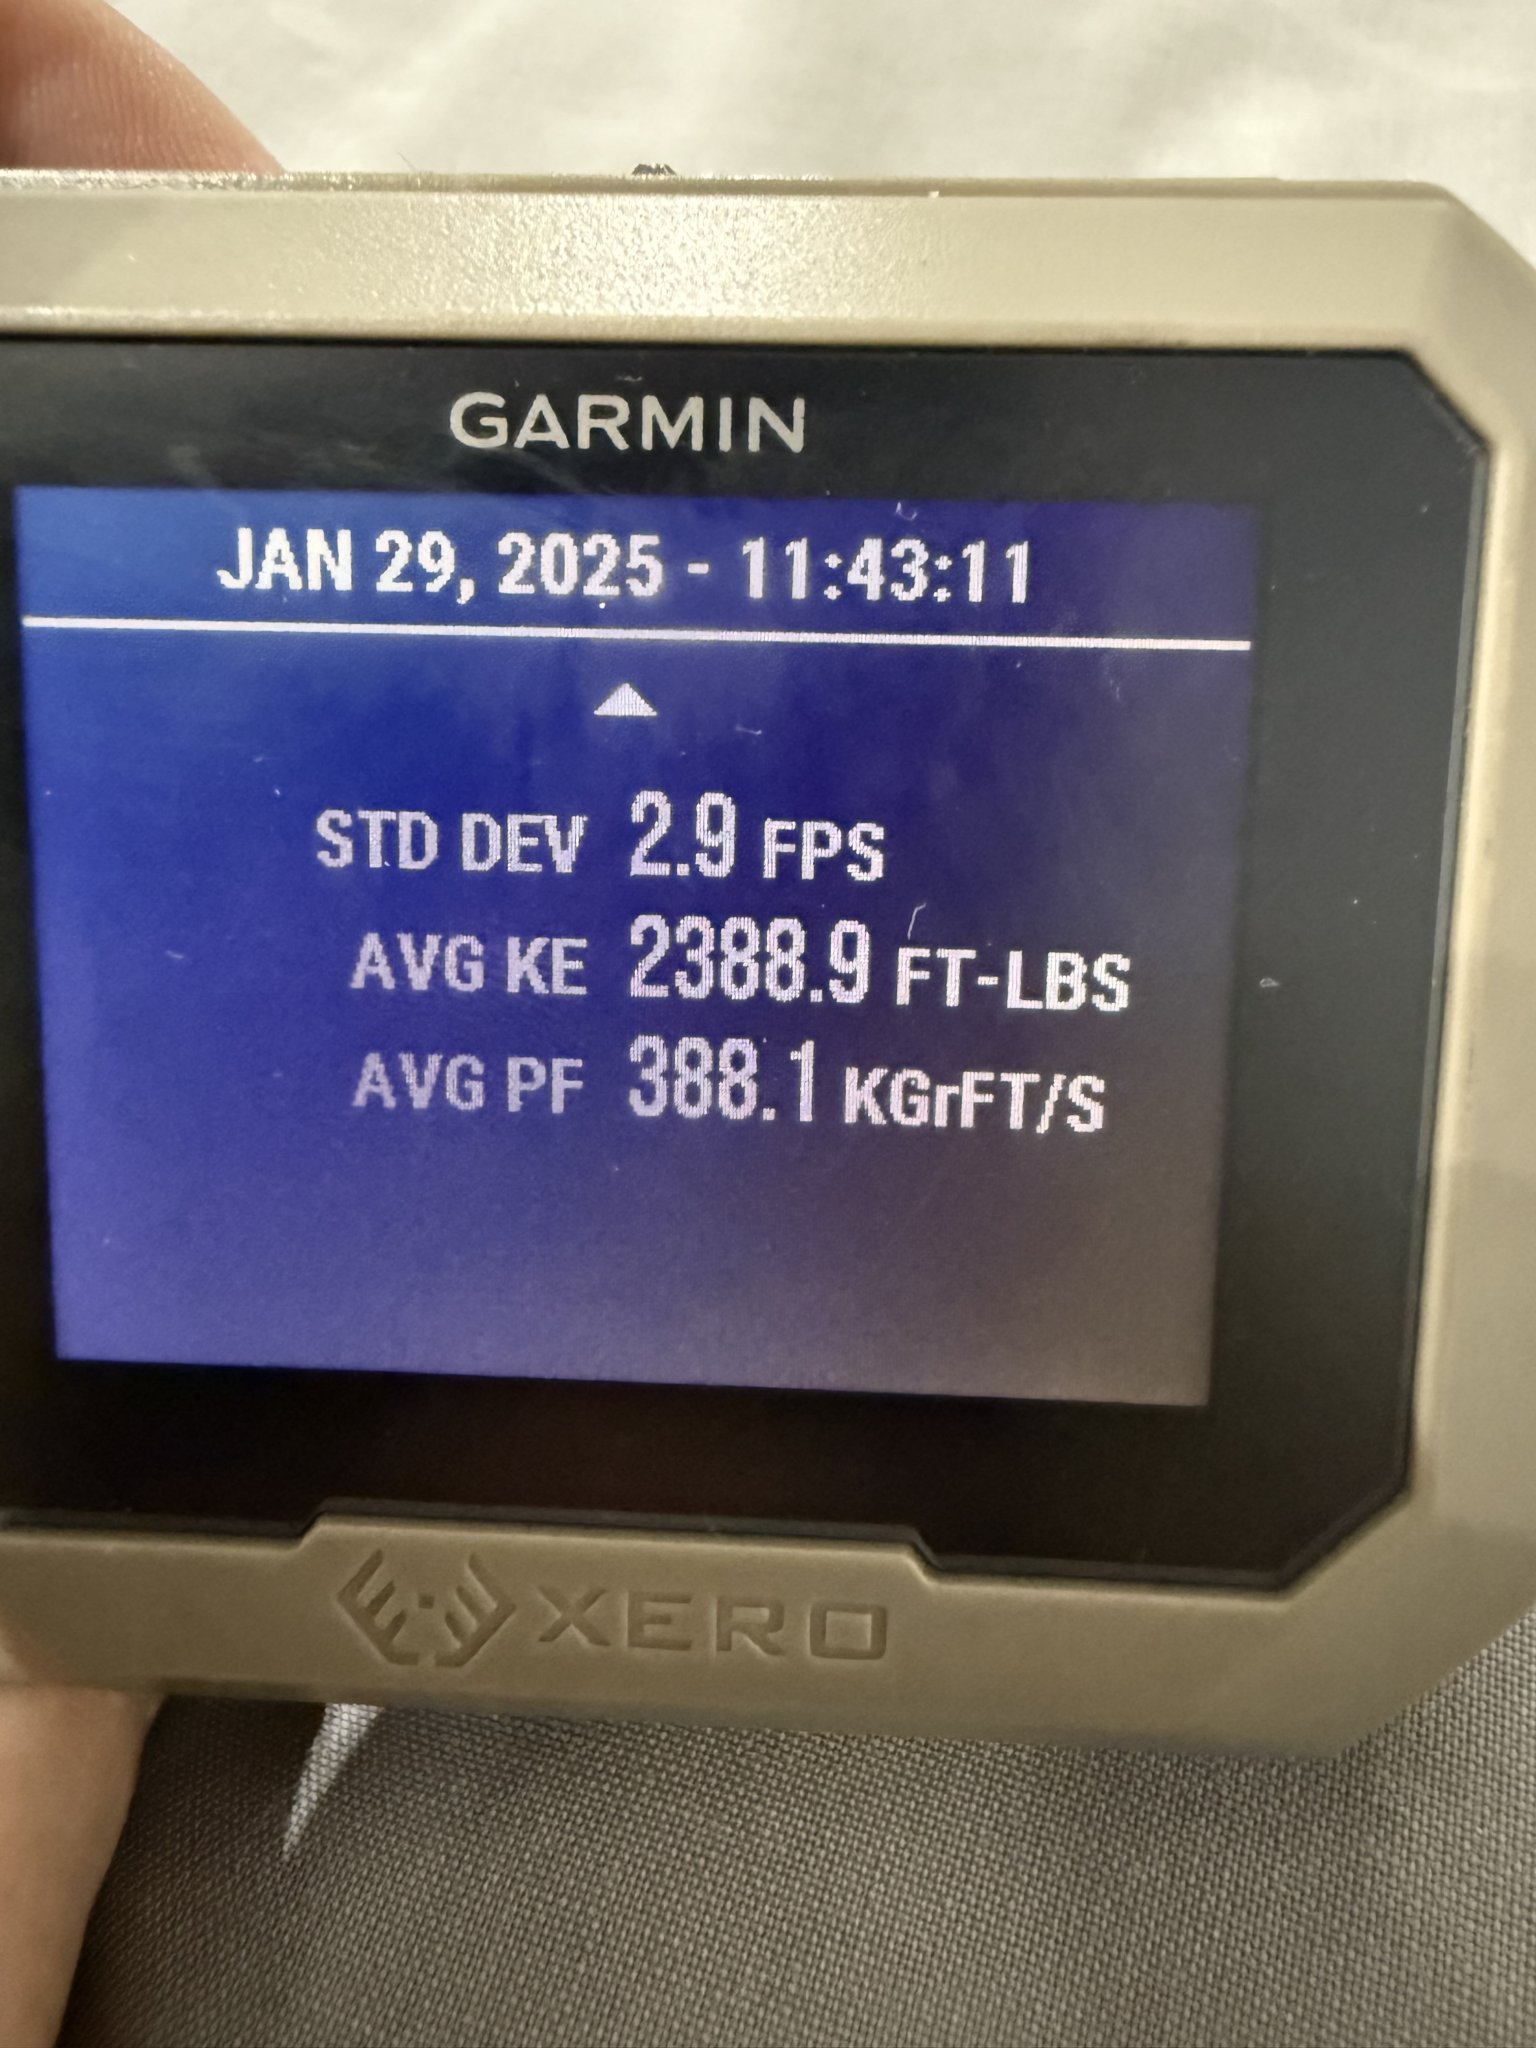 GARMIN
JAN 29, 2025 - 11:43:11
STD DEV 2.9 FPS
AVG KE 2388.9 FT-LBS
AVG PF 388.1 KGrFT/S
XERO